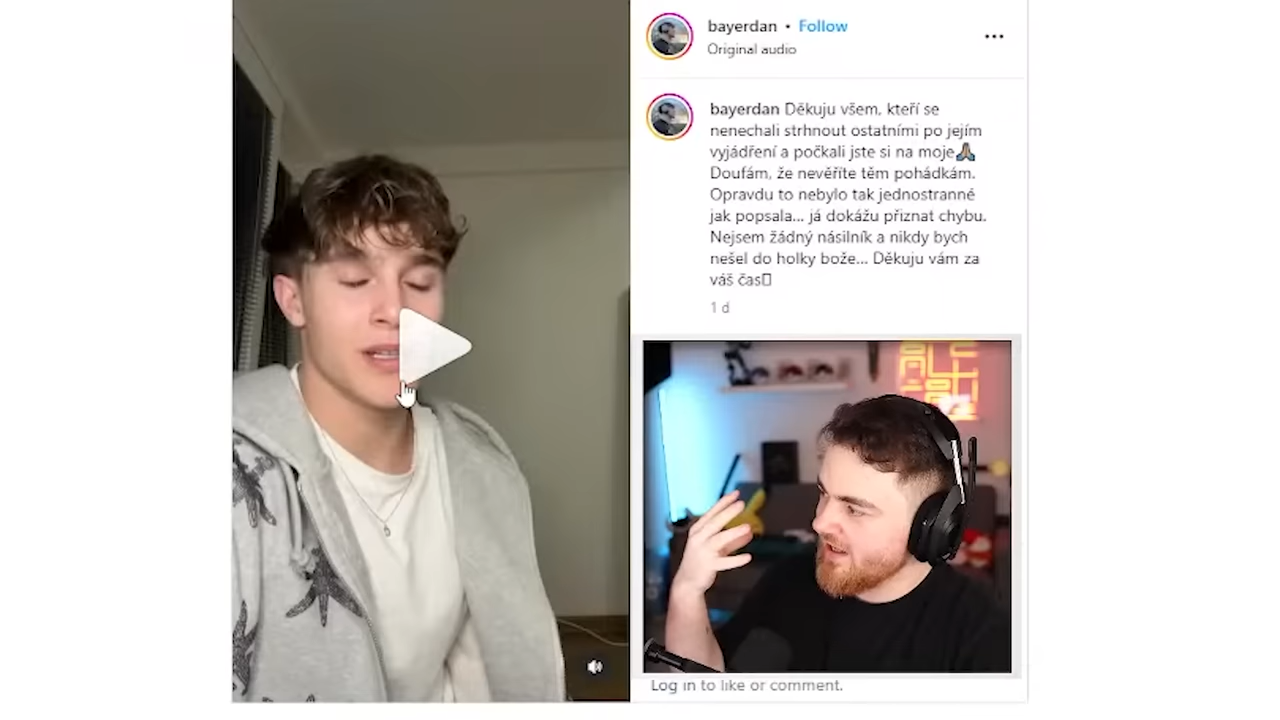 bayerdan • Follow
Original audio
bayerdan Děkuju všem, kteří se
nenechali strhnout ostatními po jejím
vyjádření a počkali jste si na moje🙏🏽
Doufám, že nevěříte těm pohádkám.
Opravdu to nebylo tak jednostranné
jak popsala... já dokážu přiznat chybu.
Nejsem žádný násilník a nikdy bych
nešel do holky bože... Děkuju vám za
váš čas
1 d
Log in to like or comment.